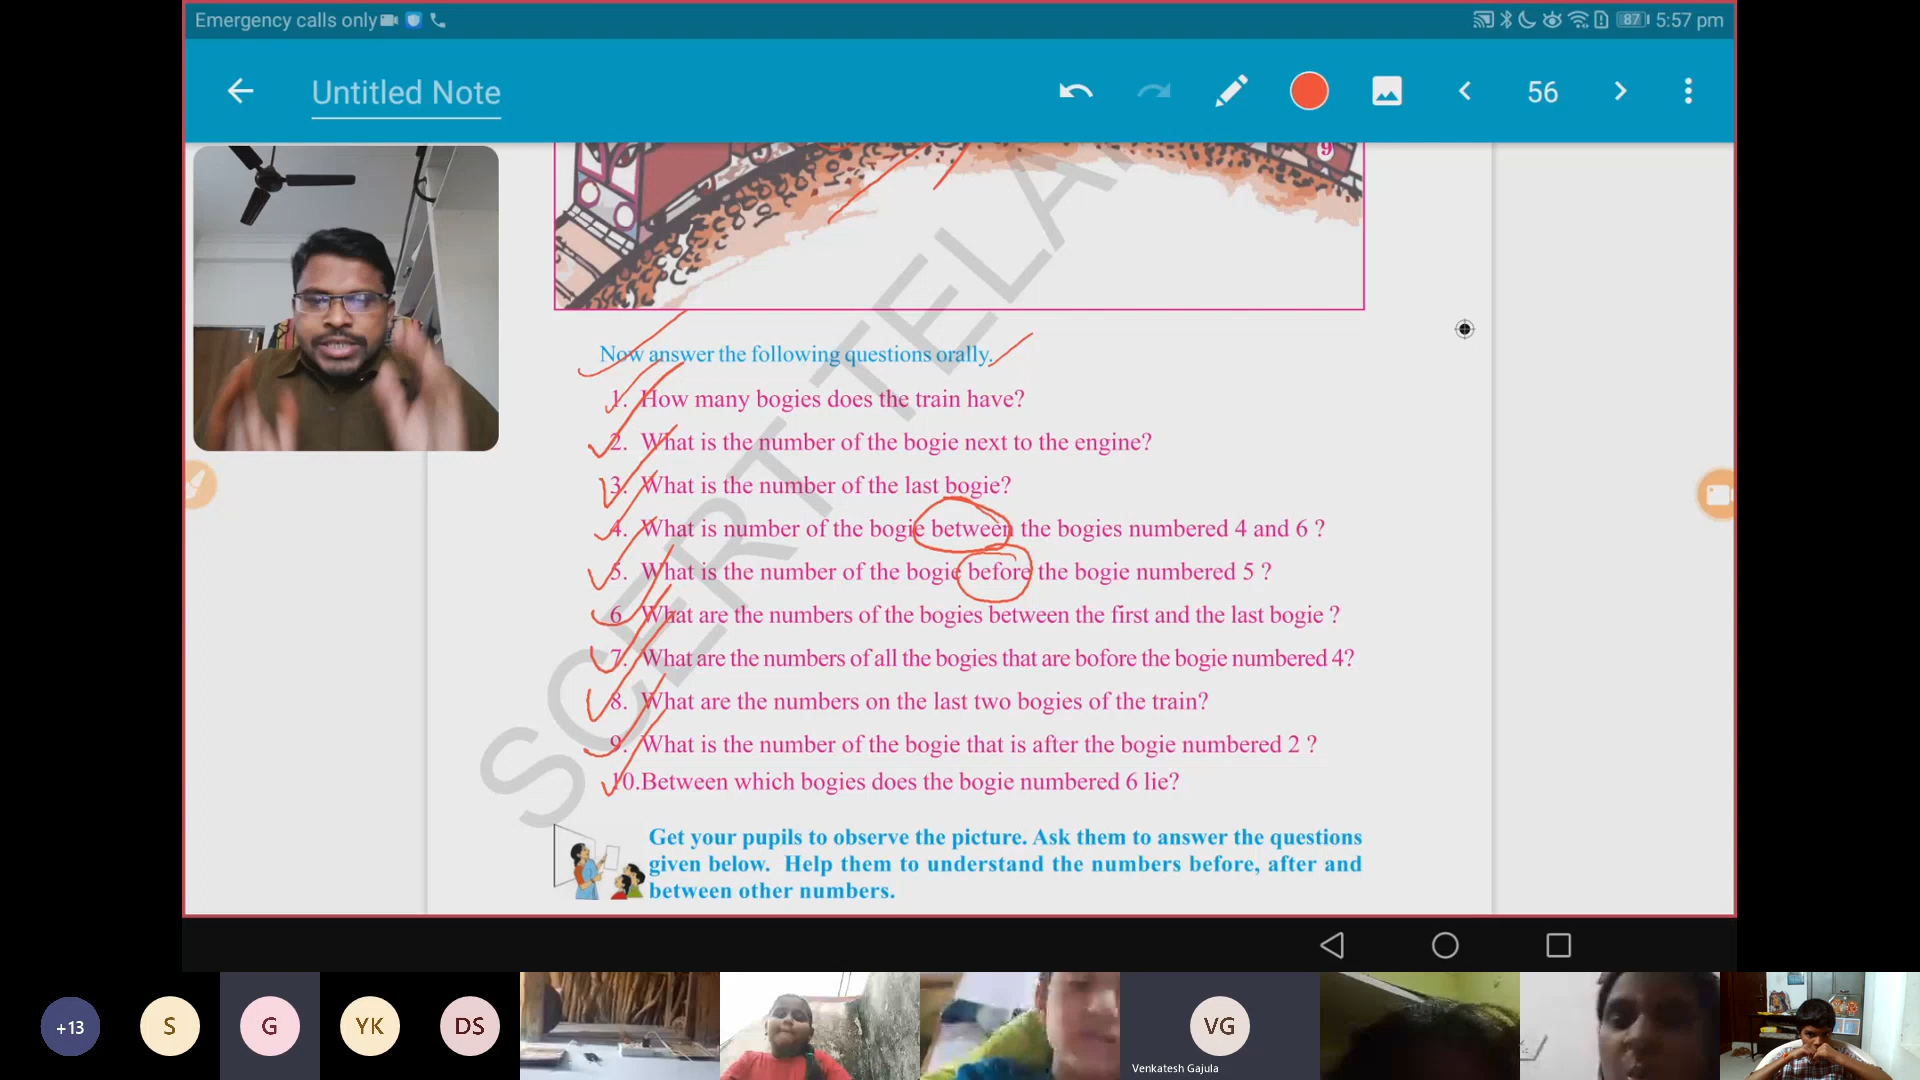 Emergency calls only
87 5:57 pm
Untitled Note
56
9
Now answer the following questions orally.
1. How many bogies does the train have?
2. What is the number of the bogie next to the engine?
3. What is the number of the last bogie?
4. What is number of the bogie between the bogies numbered 4 and 6 ?
5. What is the number of the bogie before the bogie numbered 5 ?
6. What are the numbers of the bogies between the first and the last bogie ?
7. What are the numbers of all the bogies that are bofore the bogie numbered 4?
8. What are the numbers on the last two bogies of the train?
9. What is the number of the bogie that is after the bogie numbered 2 ?
10.Between which bogies does the bogie numbered 6 lie?
Get your pupils to observe the picture. Ask them to answer the questions
given below. Help them to understand the numbers before, after and
between other numbers.
SCERT TELA
+13 S G YK DS VG
Venkatesh Gajula